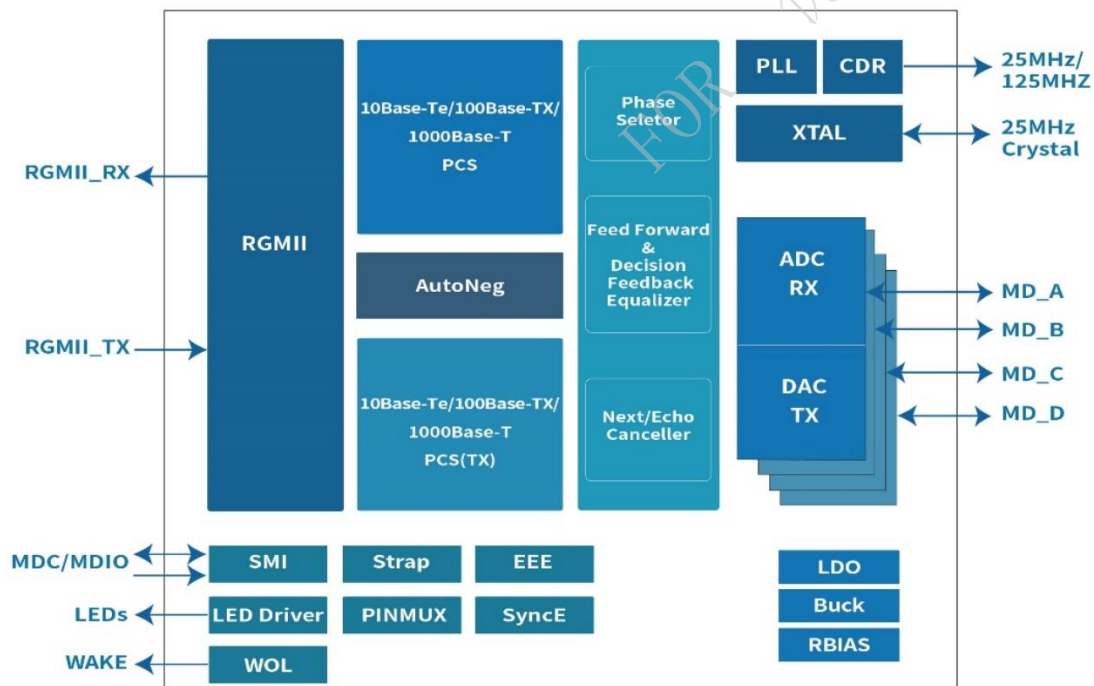 RGMII_RX
RGMII_TX
RGMII
10Base-Te/100Base-TX/
1000Base-T
PCS
AutoNeg
10Base-Te/100Base-TX/
1000Base-T
PCS(TX)
Phase
Seletor
Feed Forward
&
Decision
Feedback
Equalizer
Next/Echo
Canceller
FOR
PLL
CDR
25MHz/
125MHZ
XTAL
25MHz
Crystal
ADC
RX
DAC
TX
MD_A
MD_B
MD_C
MD_D
MDC/MDIO
SMI
Strap
EEE
LEDs
LED Driver
PINMUX
SyncE
WAKE
WOL
LDO
Buck
RBIAS